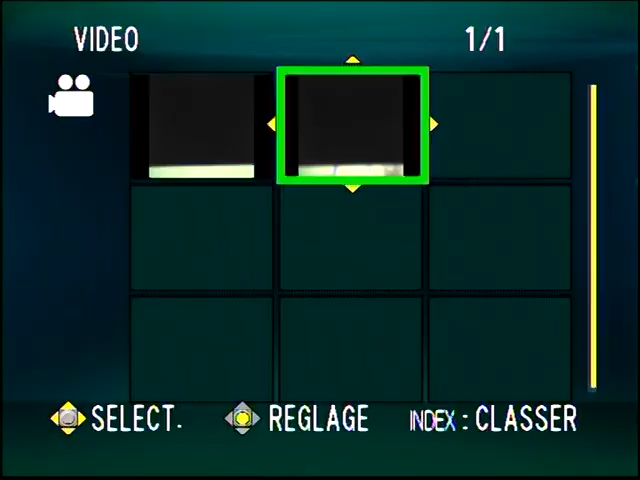 VIDEO 1/1
SELECT. REGLAGE INDEX : CLASSER